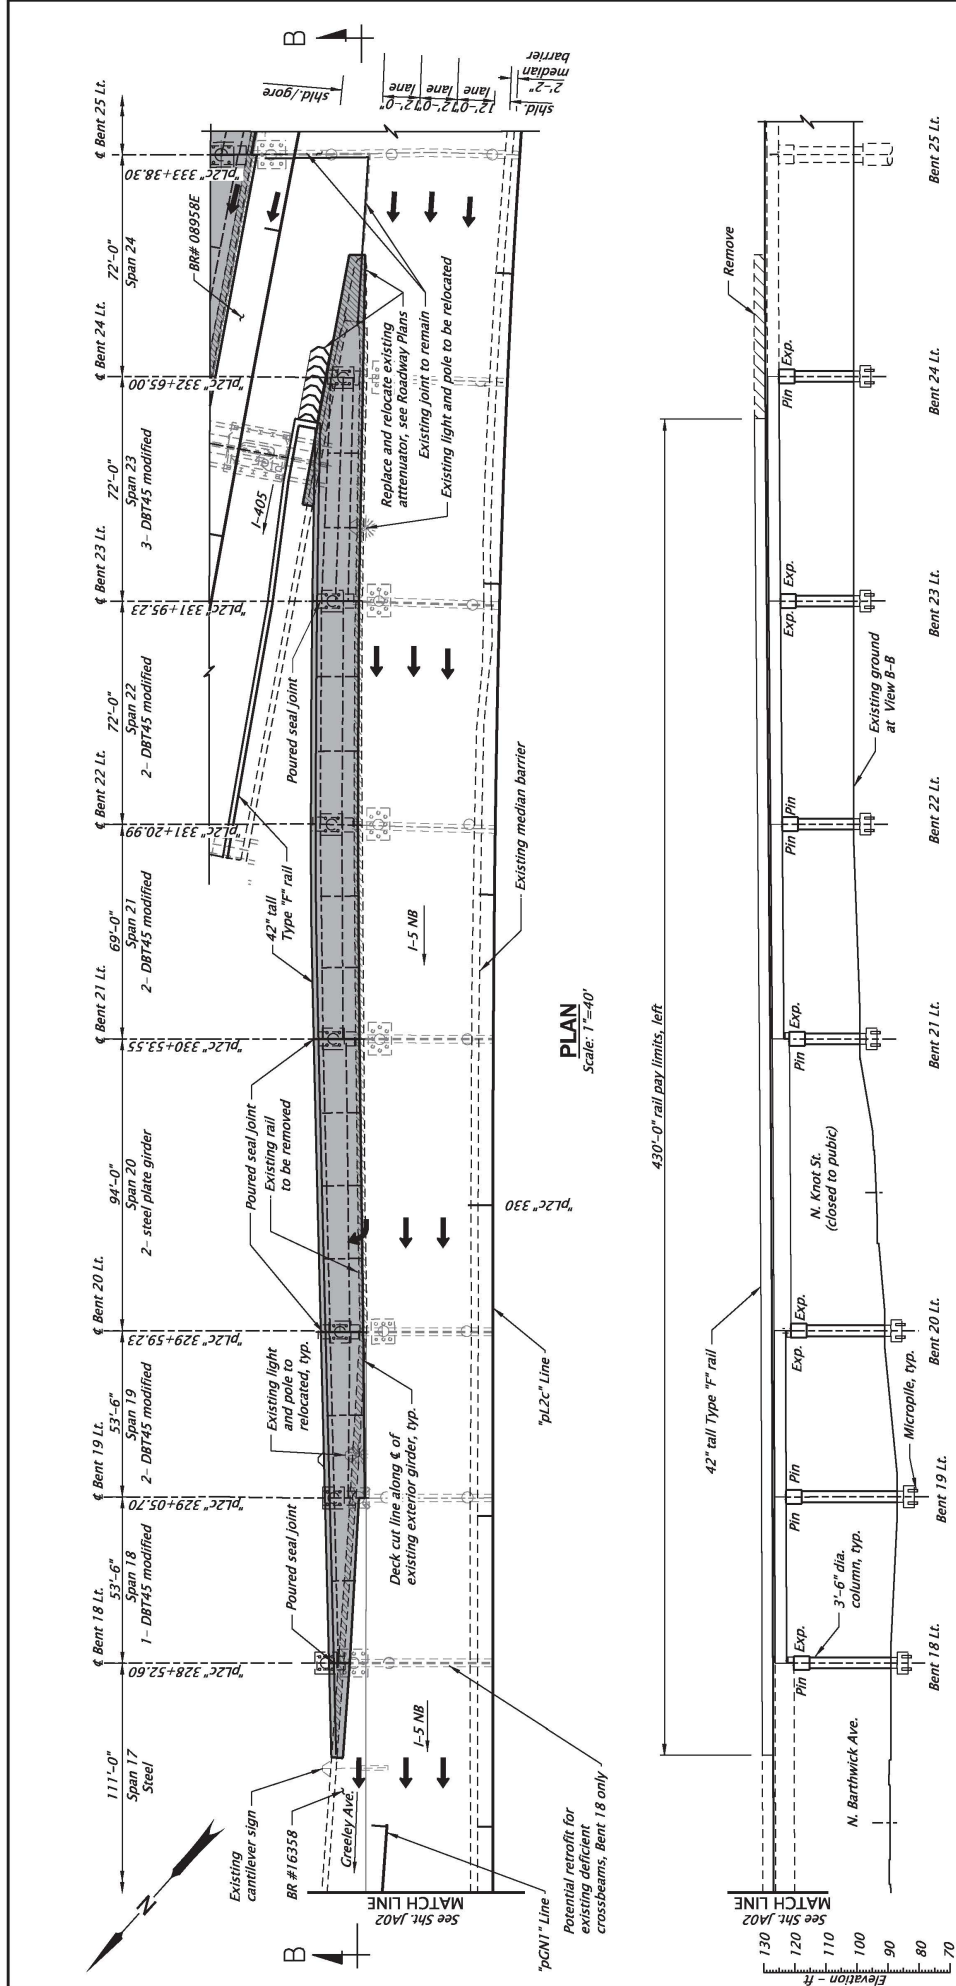 B
shld./gore
12'-0"
lane
12'-0"
lane
12'-0"
lane
shld.
2'-2"
median
barrier
℄ Bent 25 Lt.
"pL2c" 333+38.30
72'-0"
Span 24
BR# 08958E
℄ Bent 24 Lt.
"pL2c" 332+65.00
72'-0"
Span 23
3- DBT45 modified
I-405
Replace and relocate existing
atttenuator, see Roadway Plans
Existing joint to remain
Existing light and pole to be relocated
℄ Bent 23 Lt.
"pL2c" 331+95.23
Poured seal joint
72'-0"
Span 22
2- DBT45 modified
℄ Bent 22 Lt.
"pL2c" 331+20.99
42" tall
Type "F" rail
69'-0"
Span 21
2- DBT45 modified
I-5 NB
Existing median barrier
℄ Bent 21 Lt.
"pL2c" 330+53.55
PLAN
Scale: 1"=40'
Poured seal joint
Existing rail
to be removed
94'-0"
Span 20
2- steel plate girder
"pL2c" 330
℄ Bent 20 Lt.
"pL2c" 329+59.23
Existing light
and pole to
relocated, typ.
53'-6"
Span 19
2- DBT45 modified
Deck cut line along ℄ of
existing exterior girder, typ.
"pL2c" Line
℄ Bent 19 Lt.
"pL2c" 329+05.70
53'-6"
Span 18
1- DBT45 modified
Poured seal joint
℄ Bent 18 Lt.
"pL2c" 328+52.60
111'-0"
Span 17
Steel
I-5 NB
Existing
cantilever sign
BR #16358
Greeley Ave.
"pGN1" Line
Potential retrofit for
existing deficient
crossbeams, Bent 18 only
N
See Sht. JA02
MATCH LINE
B
Remove
Bent 25 Lt.
Pin
Exp.
Bent 24 Lt.
Exp.
Exp.
Bent 23 Lt.
Existing ground
at View B-B
Pin
Pin
Bent 22 Lt.
430'-0" rail pay limits, left
Pin
Exp.
Bent 21 Lt.
N. Knot St.
(closed to pubic)
42" tall Type "F" rail
Exp.
Exp.
Bent 20 Lt.
Micropile, typ.
Pin
Pin
Bent 19 Lt.
3'-6" dia.
column, typ.
Pin
Exp.
Bent 18 Lt.
N. Barthwick Ave.
See Sht. JA02
MATCH LINE
130
120
110
100
90
80
70
Elevation - ft